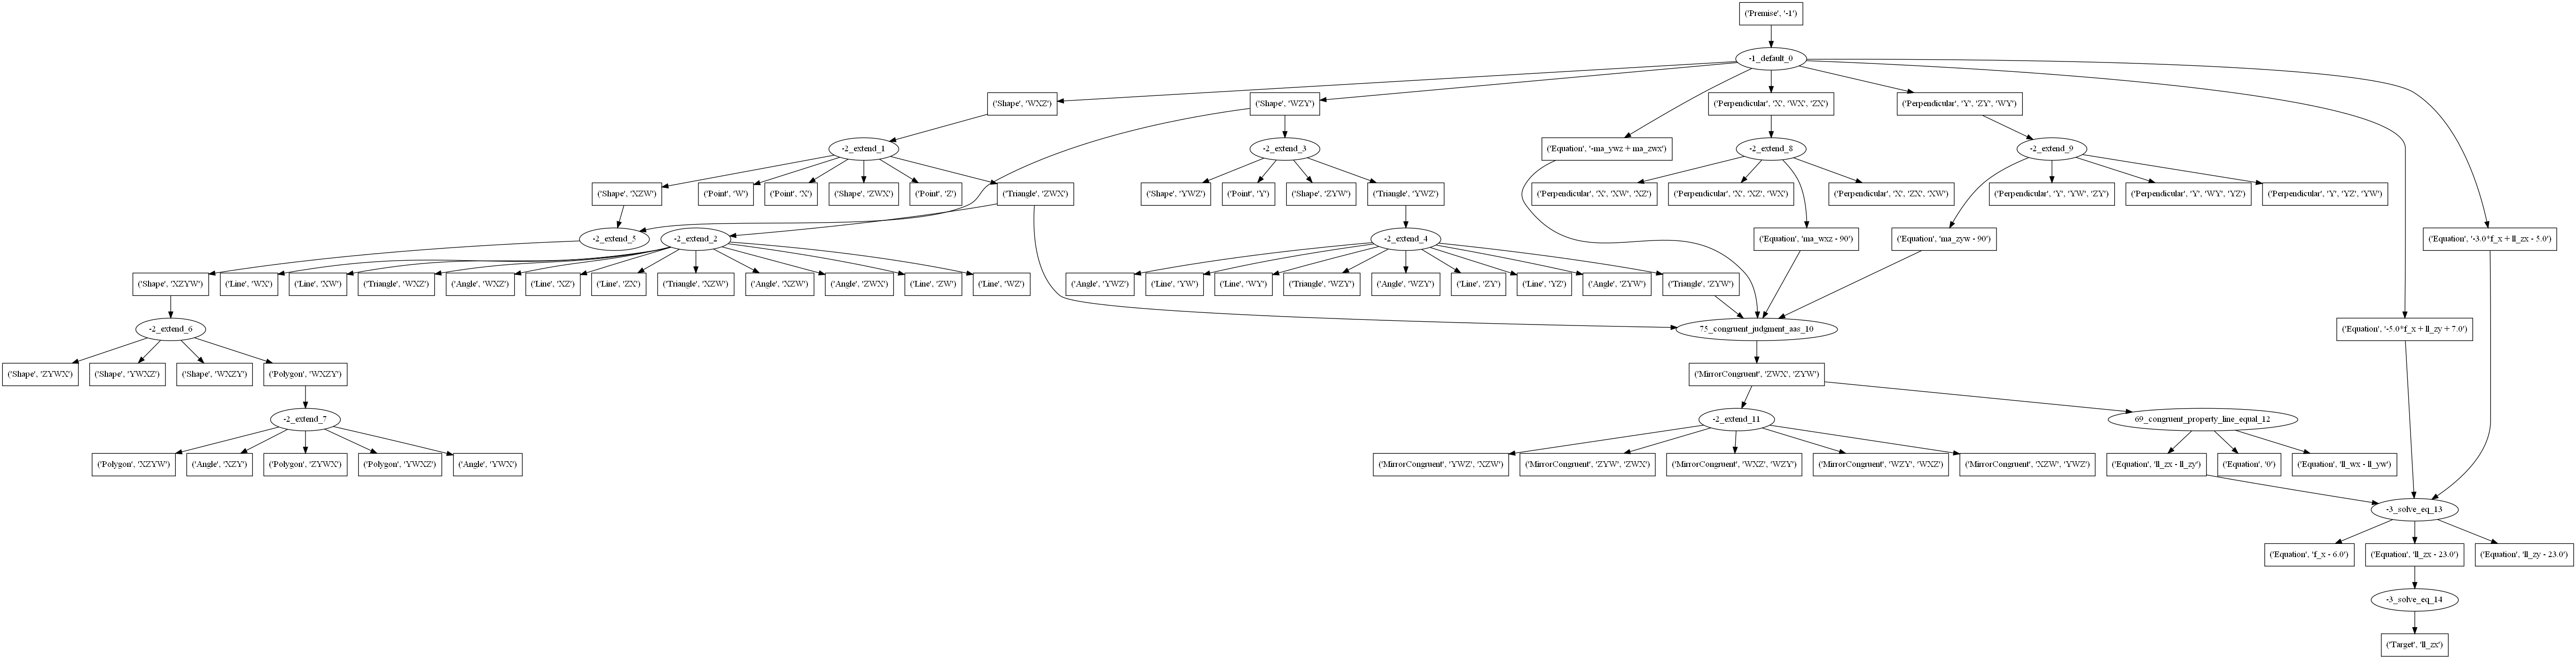 ('Premise', '-1')
-1_default_0
('Shape', 'WXZ')
('Shape', 'WZY')
('Perpendicular', 'X', 'WX', 'ZX')
('Perpendicular', 'Y', 'ZY', 'WY')
-2_extend_1
-2_extend_3
('Equation', '-ma_ywz + ma_zwx')
-2_extend_8
-2_extend_9
('Shape', 'XZW')
('Point', 'W')
('Point', 'X')
('Shape', 'ZWX')
('Point', 'Z')
('Triangle', 'ZWX')
('Shape', 'YWZ')
('Point', 'Y')
('Shape', 'ZYW')
('Triangle', 'YWZ')
('Perpendicular', 'X', 'XW', 'XZ')
('Perpendicular', 'X', 'XZ', 'WX')
('Perpendicular', 'X', 'ZX', 'XW')
('Perpendicular', 'Y', 'YW', 'ZY')
('Perpendicular', 'Y', 'WY', 'YZ')
('Perpendicular', 'Y', 'YZ', 'YW')
-2_extend_5
-2_extend_2
-2_extend_4
('Equation', 'ma_wxz - 90')
('Equation', 'ma_zyw - 90')
('Equation', '-3.0*f_x + ll_zx - 5.0')
('Shape', 'XZYW')
('Line', 'WX')
('Line', 'XW')
('Triangle', 'WXZ')
('Angle', 'WXZ')
('Line', 'XZ')
('Line', 'ZX')
('Triangle', 'XZW')
('Angle', 'XZW')
('Angle', 'ZWX')
('Line', 'ZW')
('Line', 'WZ')
('Angle', 'YWZ')
('Line', 'YW')
('Line', 'WY')
('Triangle', 'WZY')
('Angle', 'WZY')
('Line', 'ZY')
('Line', 'YZ')
('Angle', 'ZYW')
('Triangle', 'ZYW')
-2_extend_6
75_congruent_judgment_aas_10
('Equation', '-5.0*f_x + ll_zy + 7.0')
('Shape', 'ZYWX')
('Shape', 'YWXZ')
('Shape', 'WXZY')
('Polygon', 'WXZY')
('MirrorCongruent', 'ZWX', 'ZYW')
-2_extend_7
-2_extend_11
69_congruent_property_line_equal_12
('Polygon', 'XZYW')
('Angle', 'XZY')
('Polygon', 'ZYWX')
('Polygon', 'YWXZ')
('Angle', 'YWX')
('MirrorCongruent', 'YWZ', 'XZW')
('MirrorCongruent', 'ZYW', 'ZWX')
('MirrorCongruent', 'WXZ', 'WZY')
('MirrorCongruent', 'WZY', 'WXZ')
('MirrorCongruent', 'XZW', 'YWZ')
('Equation', 'll_zx - ll_zy')
('Equation', '0')
('Equation', 'll_wx - ll_yw')
-3_solve_eq_13
('Equation', 'f_x - 6.0')
('Equation', 'll_zx - 23.0')
('Equation', 'll_zy - 23.0')
-3_solve_eq_14
('Target', 'll_zx')